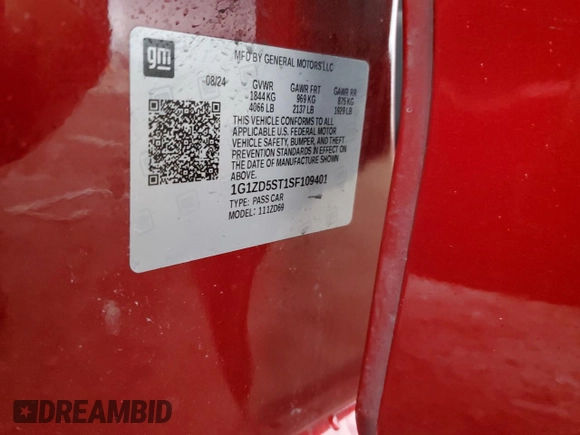 gm
MFD BY GENERAL MOTORS LLC
08/24 GVWR GAWR FRT GAWR RR
1844 KG 969 KG 875 KG
4066 LB 2137 LB 1929 LB
THIS VEHICLE CONFORMS TO ALL
APPLICABLE U.S. FEDERAL MOTOR
VEHICLE SAFETY, BUMPER, AND THEFT
PREVENTION STANDARDS IN EFFECT ON
THE DATE OF MANUFACTURE SHOWN
ABOVE.
1G1ZD5ST1SF109401
TYPE: PASS CAR
MODEL: 111ZD69
DREAMBID